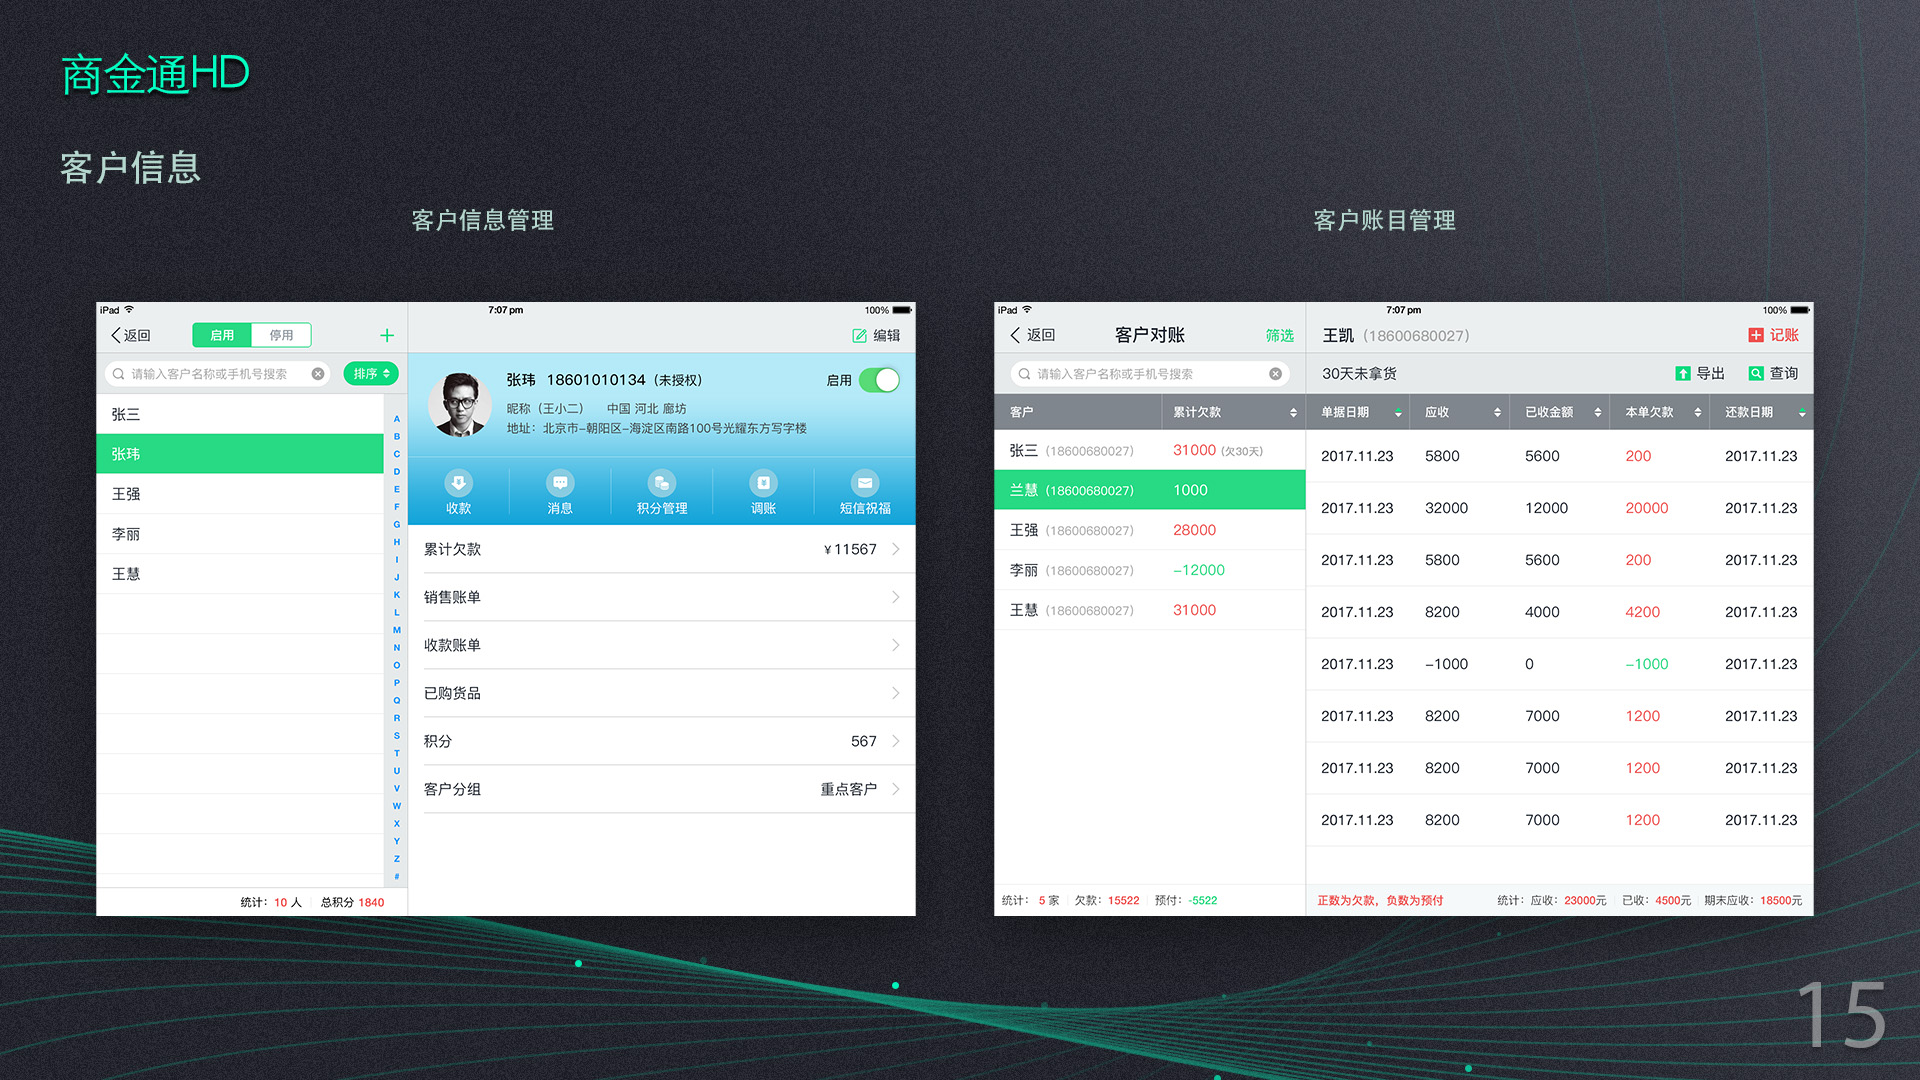 商金通HD
客户信息
客户信息管理
iPad 7:07 pm 100%
返回 启用 停用 + 编辑
请输入客户名称或手机号搜索 排序
张三
张玮
王强
李丽
王慧
A
B
C
D
E
F
G
H
I
J
K
L
M
N
O
P
Q
R
S
T
U
V
W
X
Y
Z
#
统计：10 人 总积分 1840
张玮 18601010134（未授权） 启用
昵称（王小二） 中国 河北 廊坊
地址：北京市-朝阳区-海淀区南路100号光耀东方写字楼
收款 消息 积分管理 调账 短信祝福
累计欠款 ¥11567
销售账单
收款账单
已购货品
积分 567
客户分组 重点客户
客户账目管理
iPad 7:07 pm 100%
返回 客户对账 筛选
请输入客户名称或手机号搜索
客户 累计欠款
张三（18600680027） 31000（欠30天）
兰慧（18600680027） 1000
王强（18600680027） 28000
李丽（18600680027） -12000
王慧（18600680027） 31000
统计： 5 家 欠款：15522 预付：-5522
王凯（18600680027） 记账
30天未拿货 导出 查询
单据日期 应收 已收金额 本单欠款 还款日期
2017.11.23 5800 5600 200 2017.11.23
2017.11.23 32000 12000 20000 2017.11.23
2017.11.23 5800 5600 200 2017.11.23
2017.11.23 8200 4000 4200 2017.11.23
2017.11.23 -1000 0 -1000 2017.11.23
2017.11.23 8200 7000 1200 2017.11.23
2017.11.23 8200 7000 1200 2017.11.23
2017.11.23 8200 7000 1200 2017.11.23
正数为欠款，负数为预付 统计：应收：23000元 已收：4500元 期末应收：18500元
15